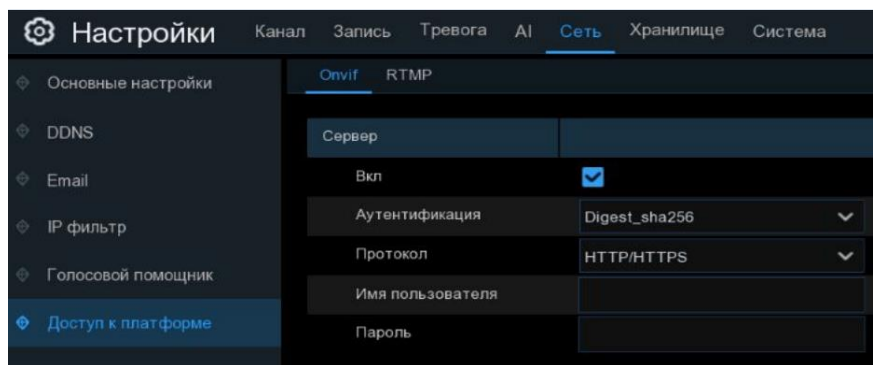 Настройки Канал Запись Тревога AI Сеть Хранилище Система
Основные настройки
DDNS
Email
IP фильтр
Голосовой помощник
Доступ к платформе
Onvif RTMP
Сервер
Вкл
Аутентификация Digest_sha256
Протокол HTTP/HTTPS
Имя пользователя
Пароль